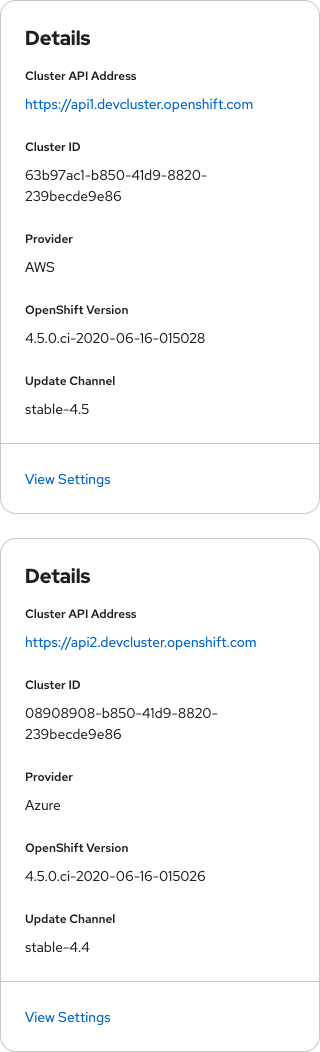 Details
Cluster API Address
https://api1.devcluster.openshift.com
Cluster ID
63b97ac1-b850-41d9-8820-
239becde9e86
Provider
AWS
OpenShift Version
4.5.0.ci-2020-06-16-015028
Update Channel
stable-4.5
View Settings
Details
Cluster API Address
https://api2.devcluster.openshift.com
Cluster ID
08908908-b850-41d9-8820-
239becde9e86
Provider
Azure
OpenShift Version
4.5.0.ci-2020-06-16-015026
Update Channel
stable-4.4
View Settings